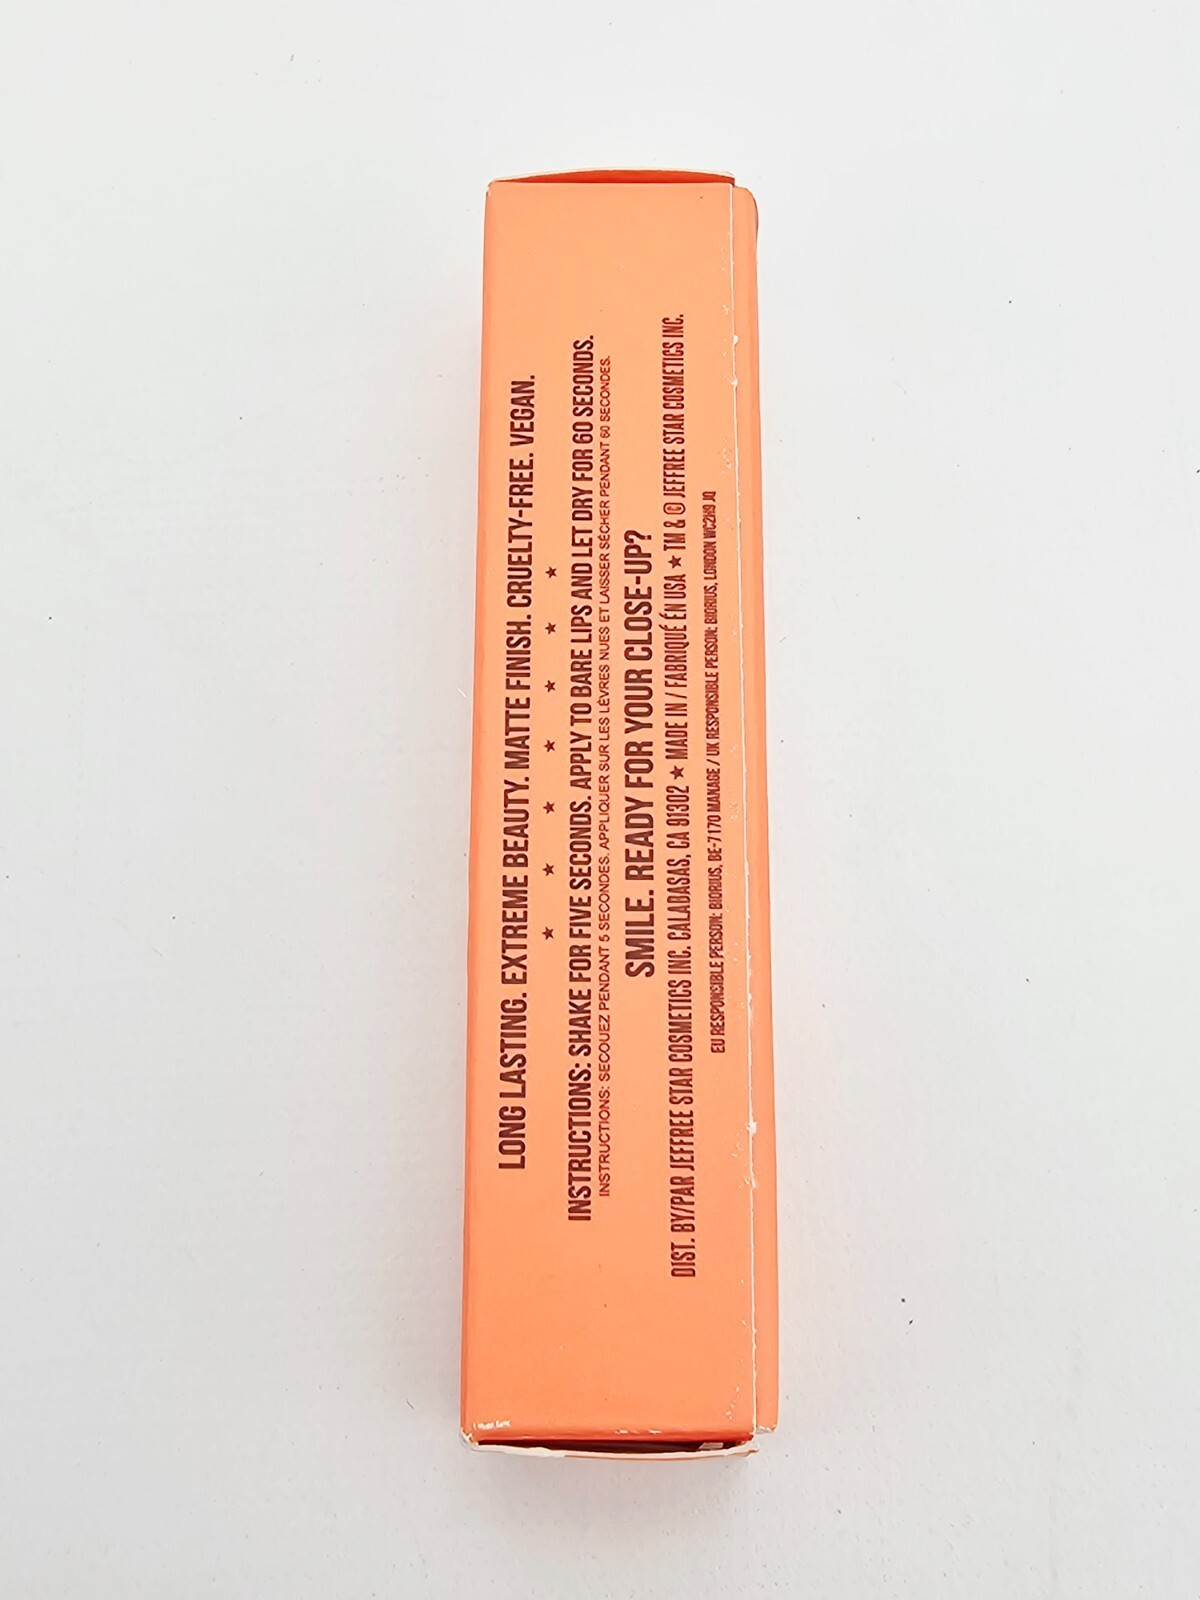 LONG LASTING. EXTREME BEAUTY. MATTE FINISH. CRUELTY-FREE. VEGAN.
★ ★ ★ ★ ★ ★ ★
INSTRUCTIONS: SHAKE FOR FIVE SECONDS. APPLY TO BARE LIPS AND LET DRY FOR 60 SECONDS.
INSTRUCTIONS: SECOUEZ PENDANT 5 SECONDES. APPLIQUER SUR LES LÈVRES NUES ET LAISSER SÉCHER PENDANT 60 SECONDES.
SMILE. READY FOR YOUR CLOSE-UP?
DIST. BY/PAR JEFFREE STAR COSMETICS INC. CALABASAS, CA 91302 ★ MADE IN / FABRIQUÉ ÉN USA ★ TM & © JEFFREE STAR COSMETICS INC.
EU RESPONSIBLE PERSON: BIORIUS, BE-7170 MANAGE / UK RESPONSIBLE PERSON: BIORIUS, LONDON WC2H9 JQ